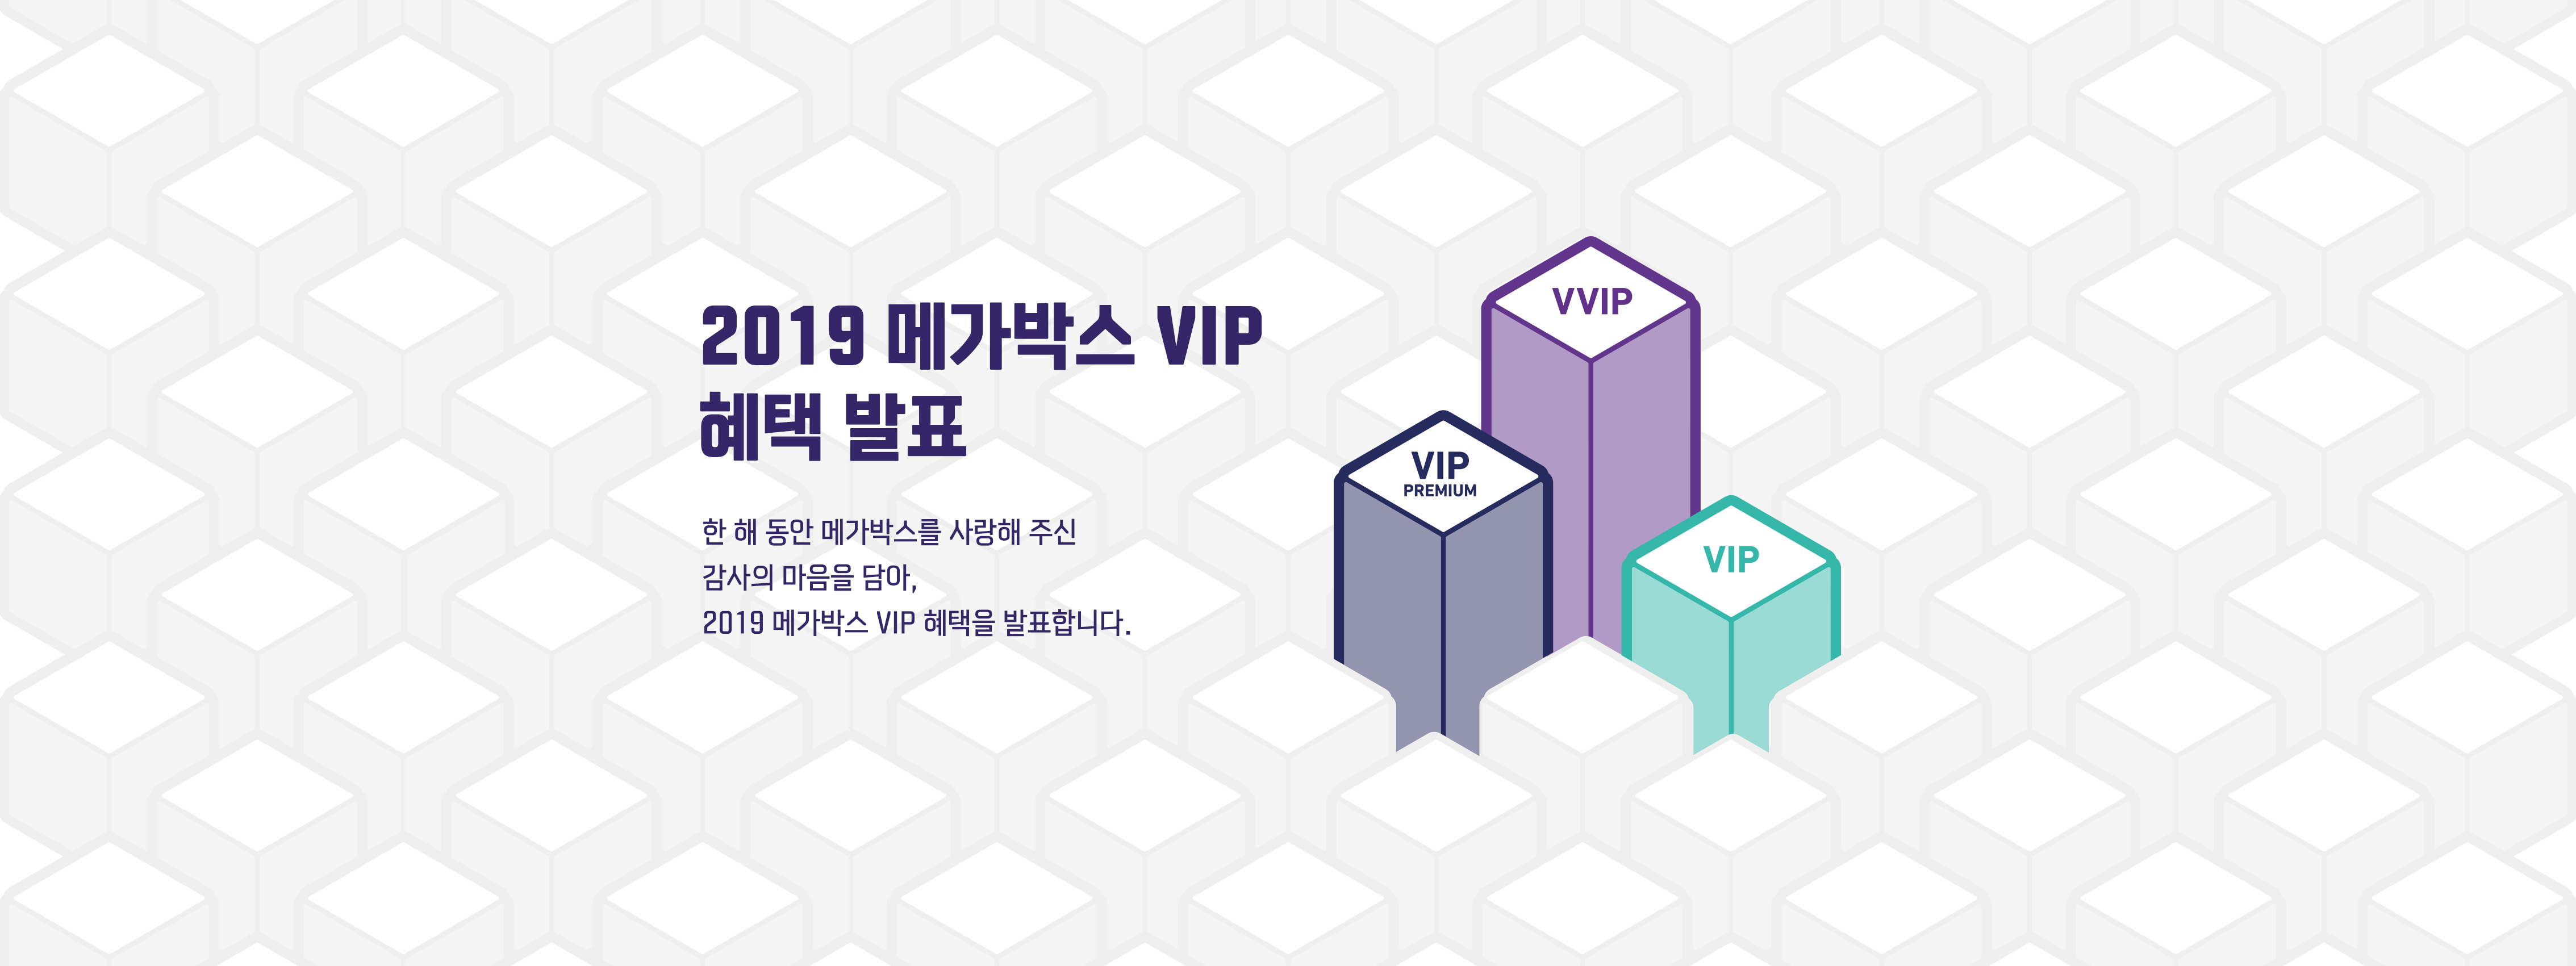 2019 메가박스 VIP
혜택 발표
한 해 동안 메가박스를 사랑해 주신
감사의 마음을 담아,
2019 메가박스 VIP 혜택을 발표합니다.
VVIP
VIP
PREMIUM
VIP